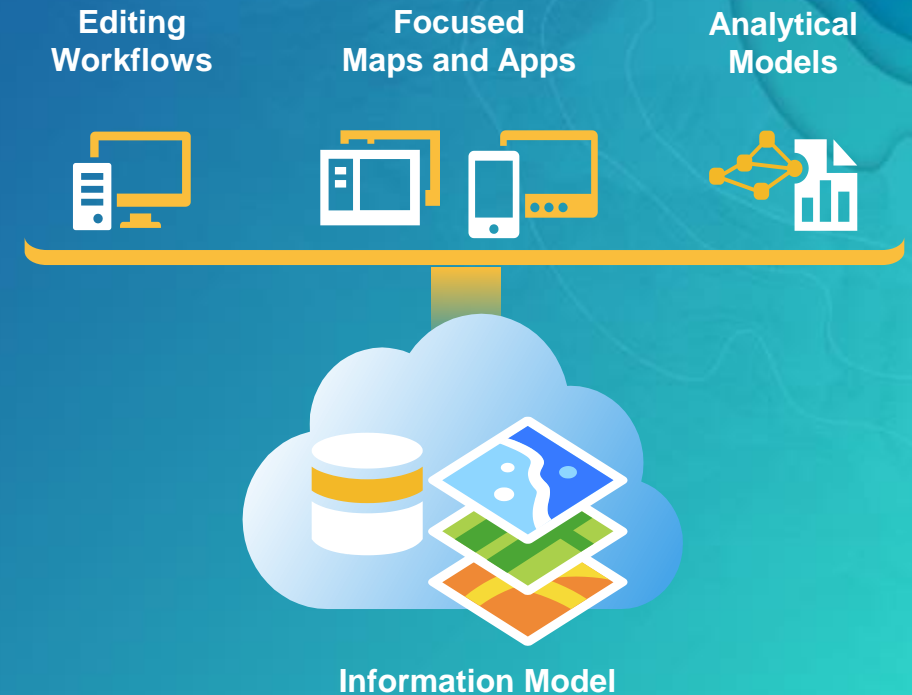 Editing
Workflows
Focused
Maps and Apps
Analytical
Models
Information Model